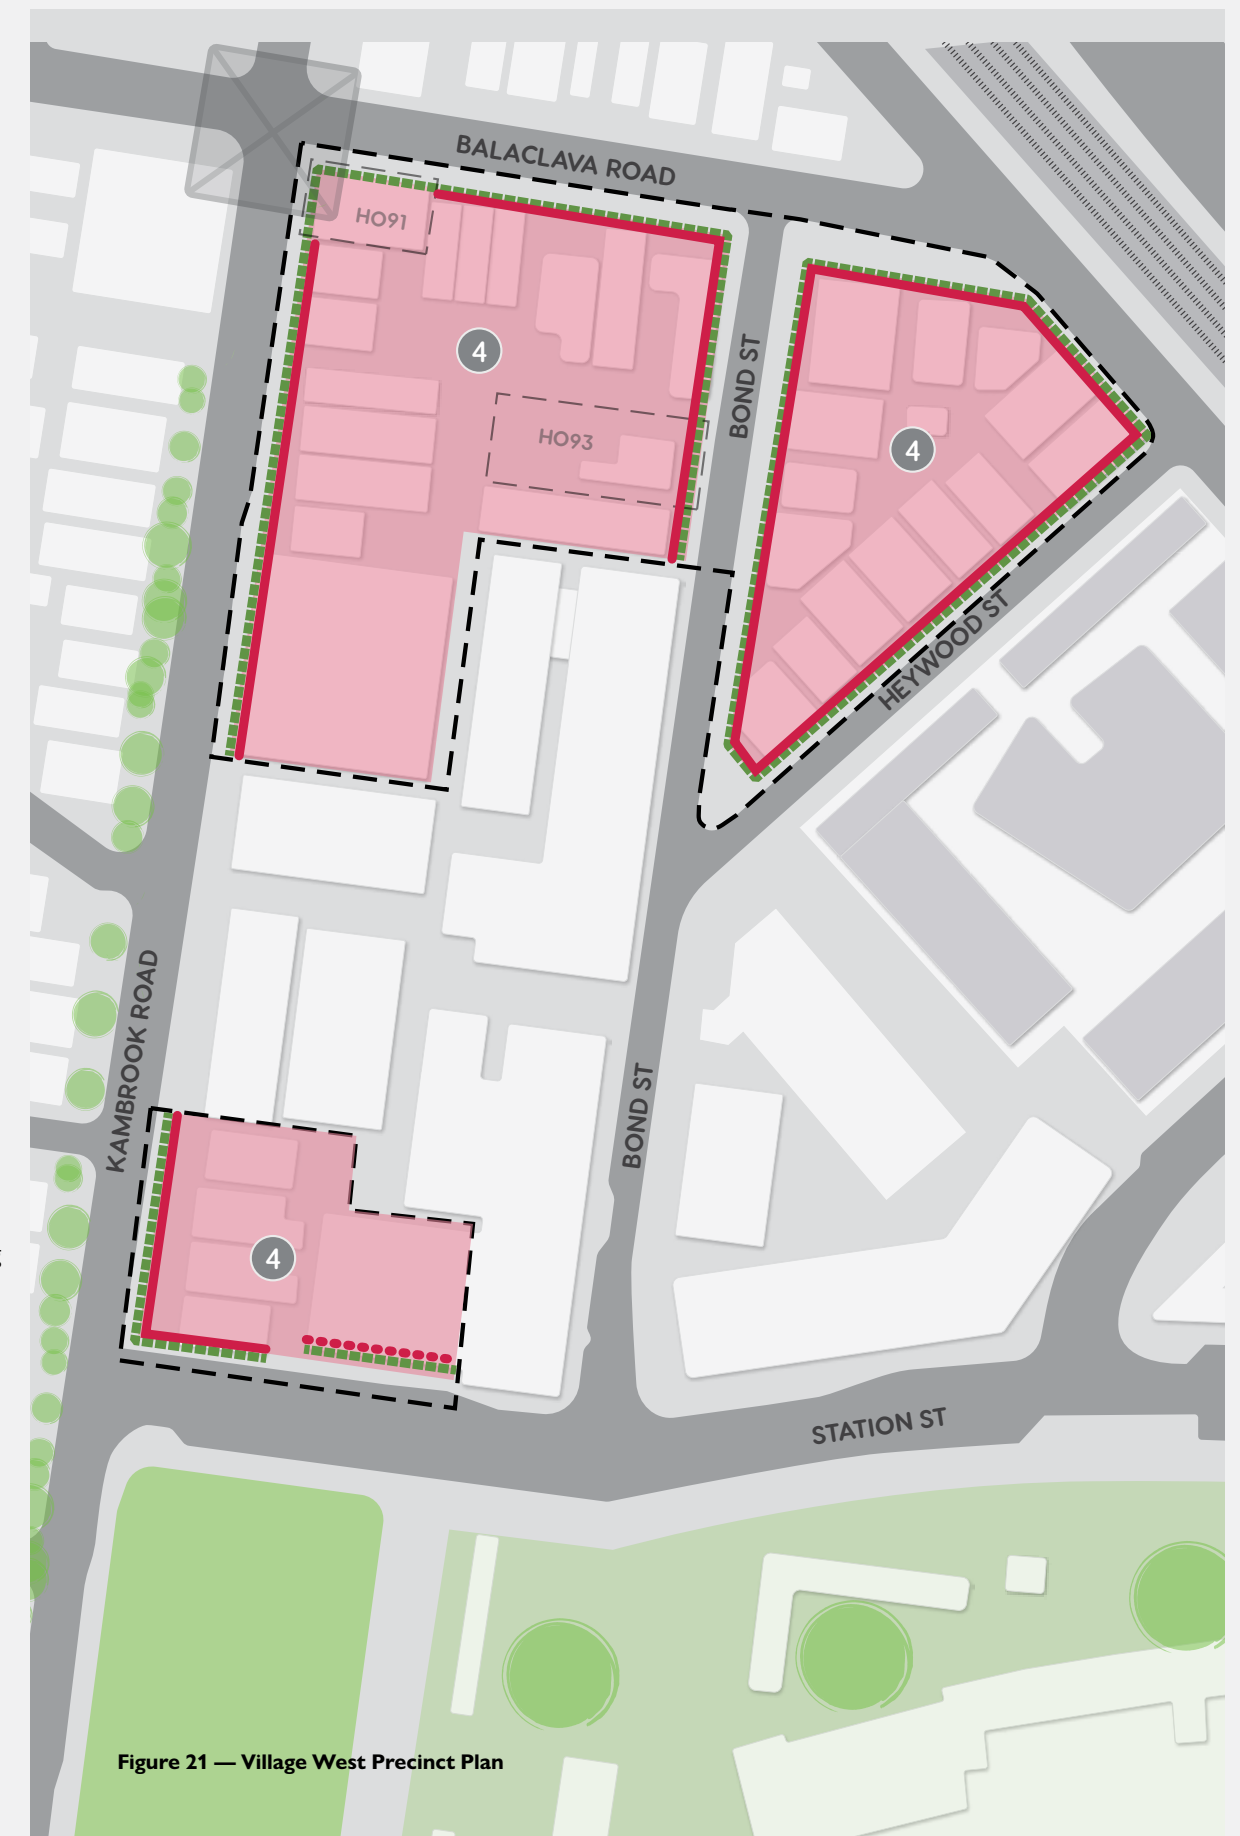 BALACLAVA ROAD
HO91
4
BOND ST
HO93
4
HEYWOOD ST
KAMBROOK ROAD
BOND ST
4
STATION ST
Figure 21 — Village West Precinct Plan